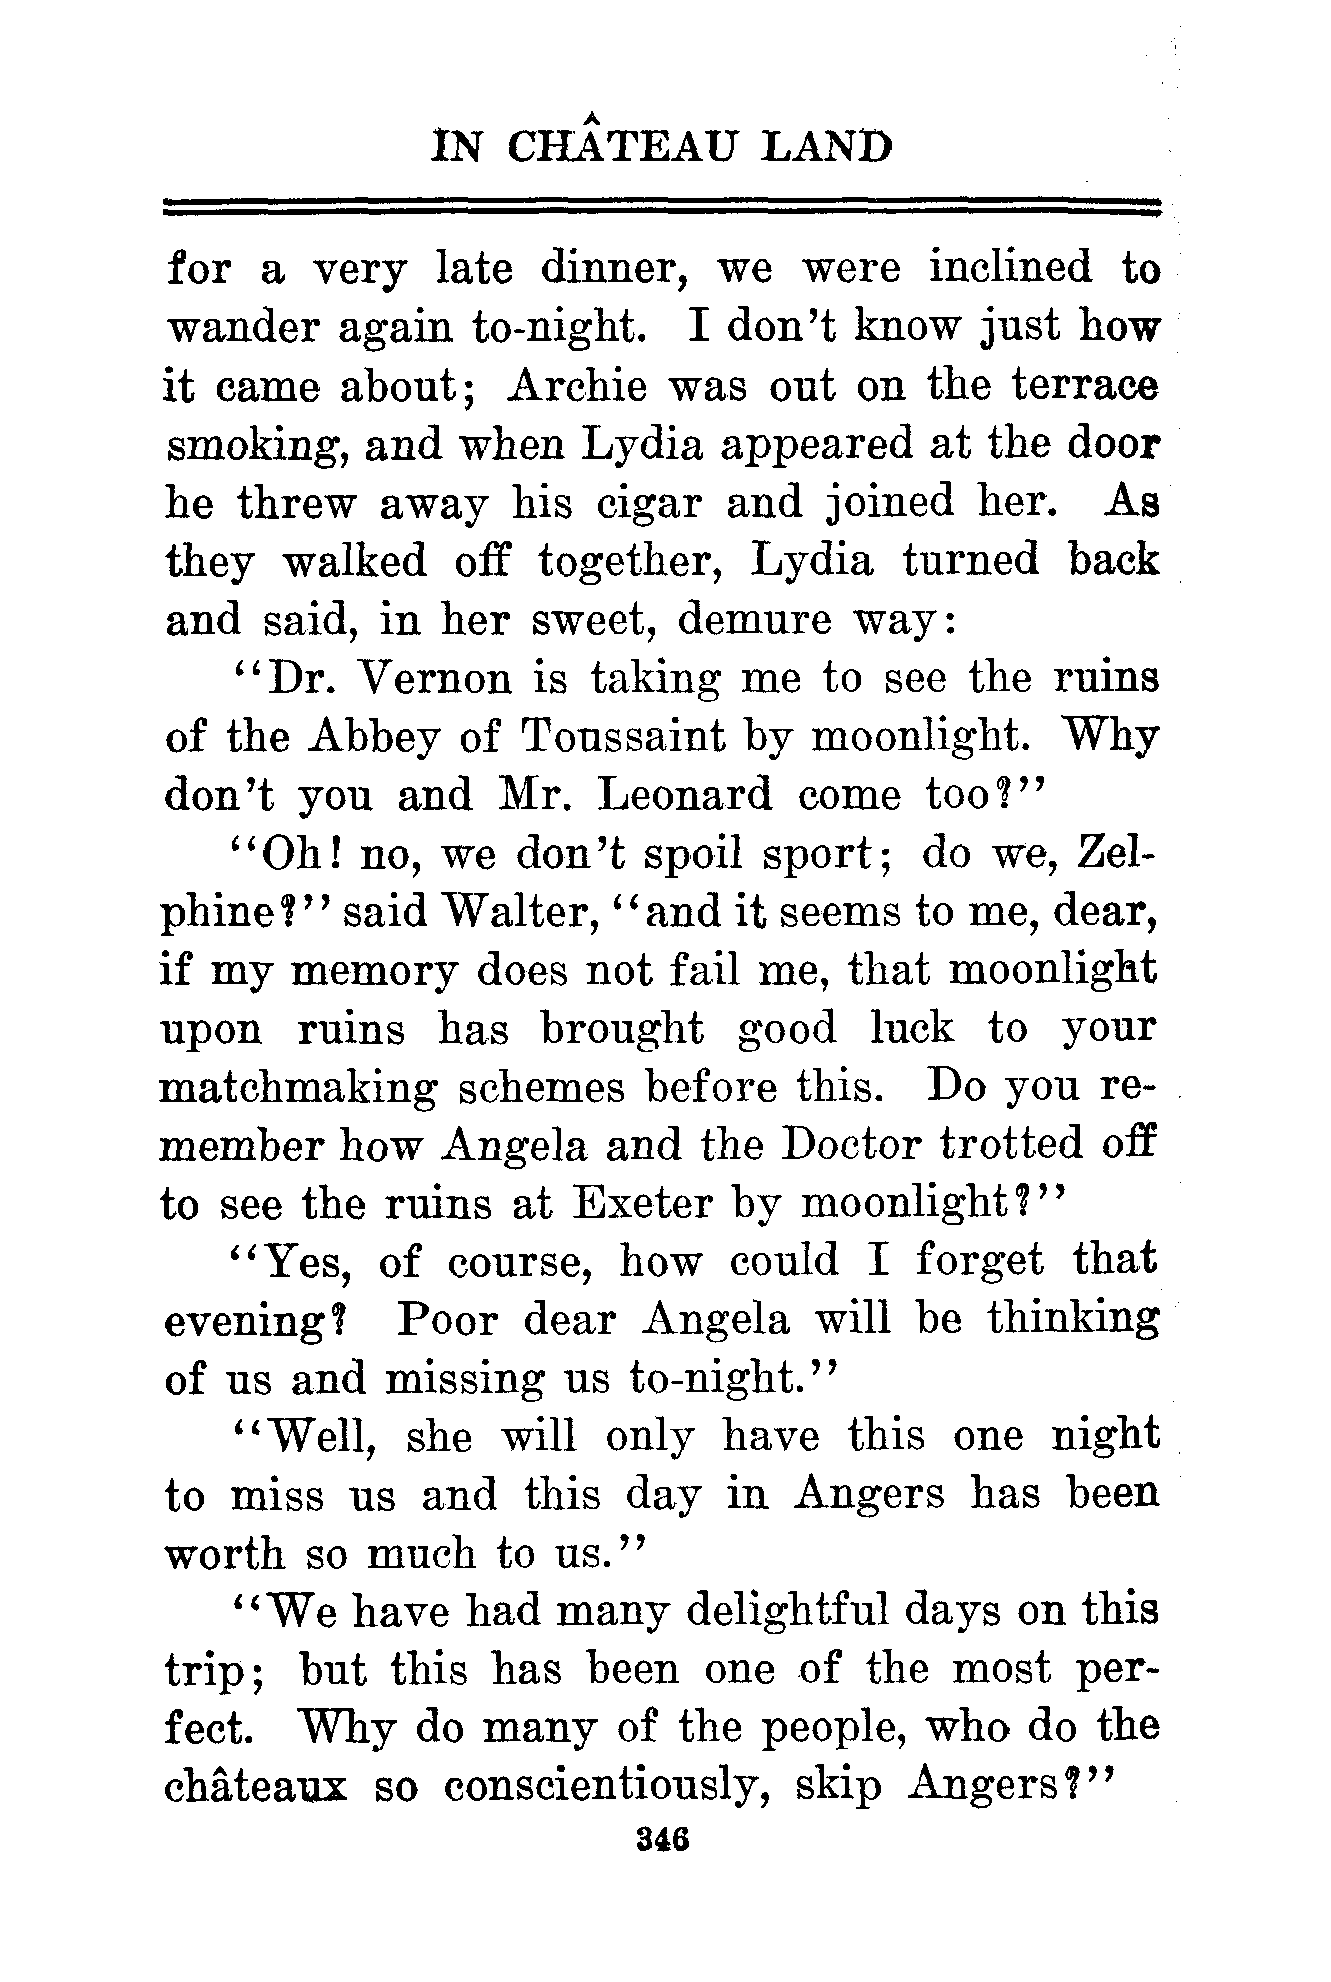 IN CHÂTEAU LAND
for a very late dinner, we were inclined to
wander again to-night. I don't know just how
it came about; Archie was out on the terrace
smoking, and when Lydia appeared at the door
he threw away his cigar and joined her. As
they walked off together, Lydia turned back
and said, in her sweet, demure way:
"Dr. Vernon is taking me to see the ruins
of the Abbey of Toussaint by moonlight. Why
don't you and Mr. Leonard come too?"
"Oh! no, we don't spoil sport; do we, Zel-
phine?" said Walter, "and it seems to me, dear,
if my memory does not fail me, that moonlight
upon ruins has brought good luck to your
matchmaking schemes before this. Do you re-
member how Angela and the Doctor trotted off
to see the ruins at Exeter by moonlight?"
"Yes, of course, how could I forget that
evening? Poor dear Angela will be thinking
of us and missing us to-night."
"Well, she will only have this one night
to miss us and this day in Angers has been
worth so much to us."
"We have had many delightful days on this
trip; but this has been one of the most per-
fect. Why do many of the people, who do the
châteaux so conscientiously, skip Angers?"
346